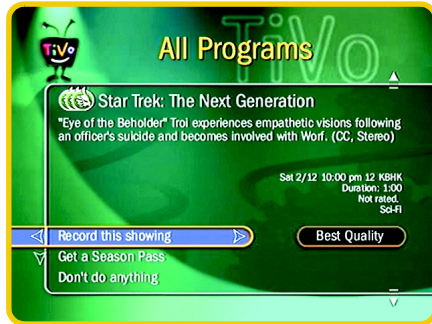 TiVo
TiVo
All Programs
Star Trek: The Next Generation
"Eye of the Beholder" Troi experiences empathetic visions following
an officer's suicide and becomes involved with Worf. (CC, Stereo)
Sat 2/12 10:00 pm 12 KBHK
Duration: 1:00
Not rated.
Sci-Fi
Record this showing
Best Quality
Get a Season Pass
Don't do anything